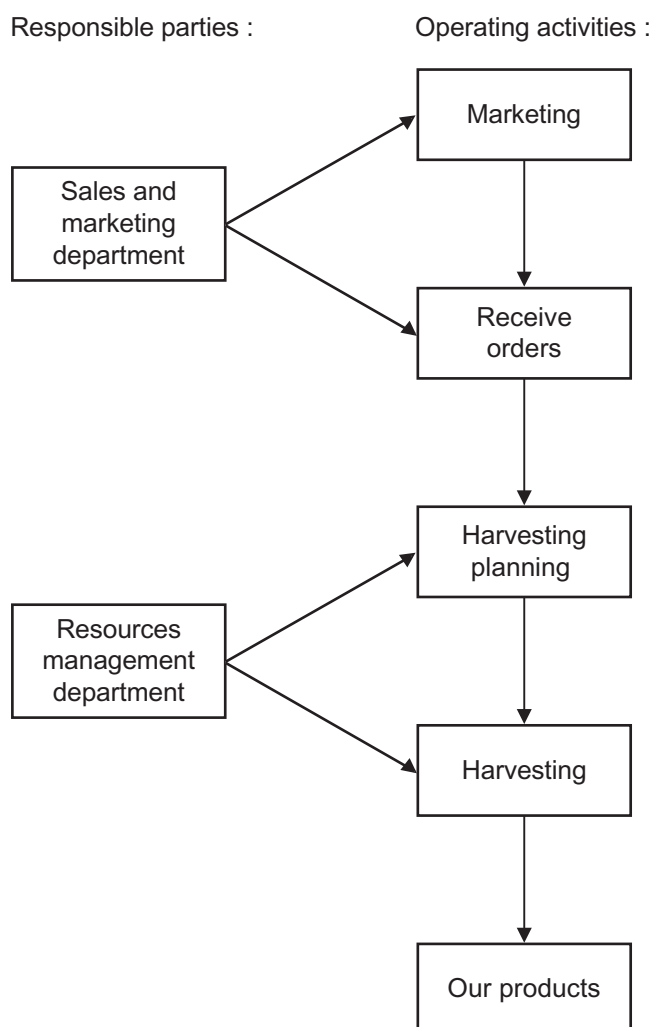 Responsible parties :
Operating activities :
Marketing
Sales and
marketing
department
Receive
orders
Harvesting
planning
Resources
management
department
Harvesting
Our products